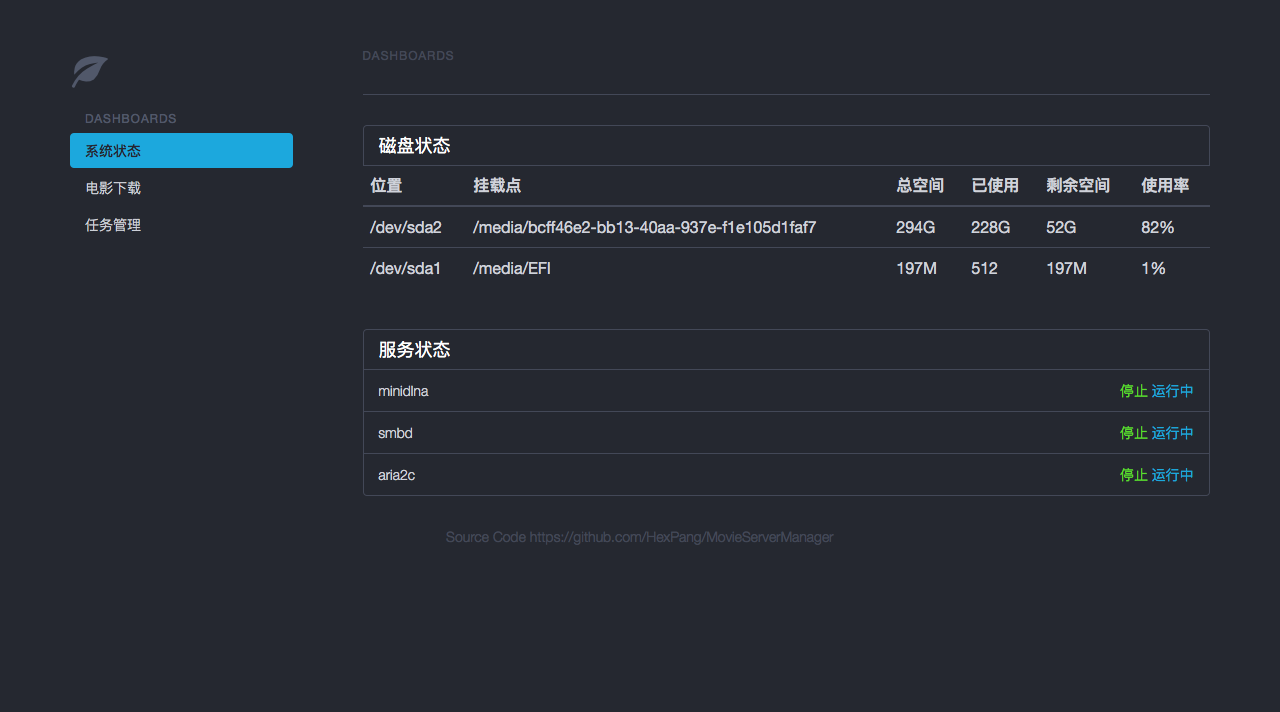 DASHBOARDS
系统状态
电影下载
任务管理
DASHBOARDS
磁盘状态
位置 挂载点 总空间 已使用 剩余空间 使用率
/dev/sda2 /media/bcff46e2-bb13-40aa-937e-f1e105d1faf7 294G 228G 52G 82%
/dev/sda1 /media/EFI 197M 512 197M 1%
服务状态
minidlna 停止 运行中
smbd 停止 运行中
aria2c 停止 运行中
Source Code https://github.com/HexPang/MovieServerManager